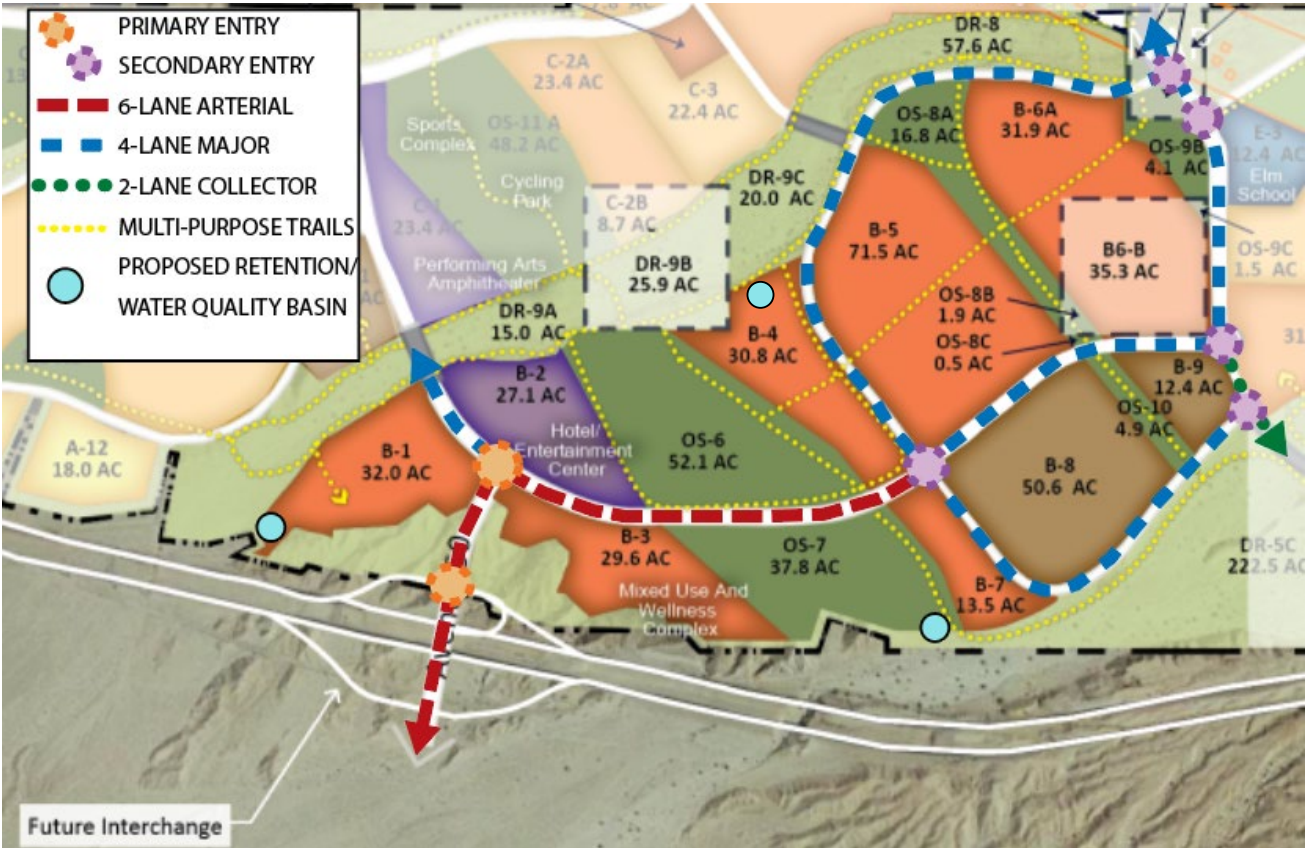 PRIMARY ENTRY
SECONDARY ENTRY
6-LANE ARTERIAL
4-LANE MAJOR
2-LANE COLLECTOR
MULTI-PURPOSE TRAILS
PROPOSED RETENTION/
WATER QUALITY BASIN
C-2A
23.4 AC
C-3
22.4 AC
DR-8
57.6 AC
Sports
Complex
OS-11 A
48.2 AC
Cycling
Park
C-1
23.4 AC
C-2B
8.7 AC
Performing Arts
Amphitheater
DR-9B
25.9 AC
DR-9C
20.0 AC
OS-8A
16.8 AC
B-6A
31.9 AC
OS-9B
4.1 AC
E-3
12.4 AC
Elm
School
B-5
71.5 AC
B6-B
35.3 AC
OS-9C
1.5 AC
OS-8B
1.9 AC
OS-8C
0.5 AC
DR-9A
15.0 AC
B-4
30.8 AC
B-2
27.1 AC
Hotel/
Entertainment
Center
OS-6
52.1 AC
B-9
12.4 AC
OS-10
4.9 AC
31
A-12
18.0 AC
B-1
32.0 AC
B-8
50.6 AC
B-3
29.6 AC
Mixed Use And
Wellness
Complex
OS-7
37.8 AC
B-7
13.5 AC
DR-5C
222.5 AC
Future Interchange